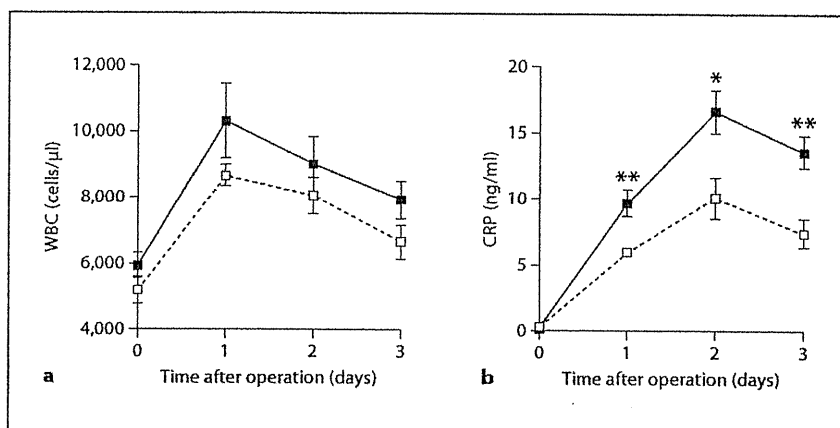 12,000
10,000
8,000
6,000
4,000
WBC (cells/µl)
0 1 2 3
Time after operation (days)
a
20
15
10
5
0
CRP (ng/ml)
**
*
**
0 1 2 3
Time after operation (days)
b